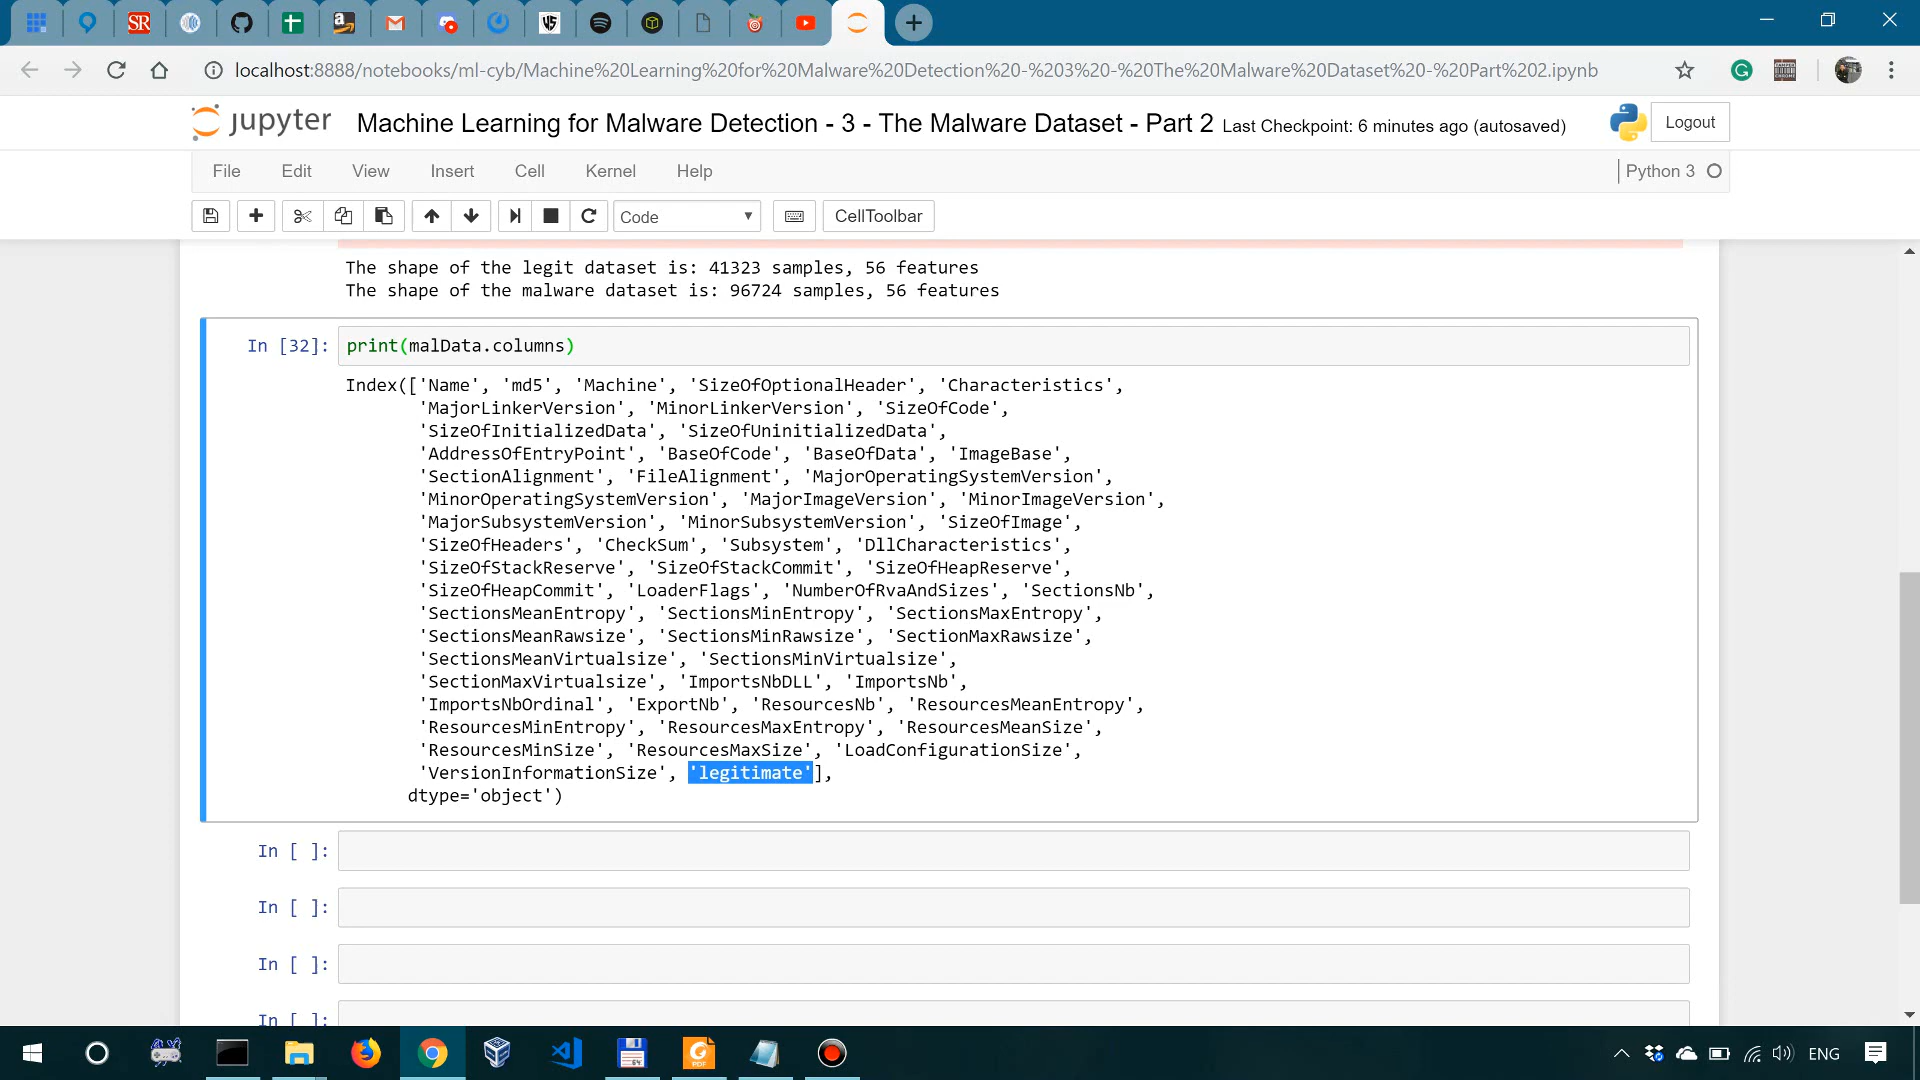 SR
localhost:8888/notebooks/ml-cyb/Machine%20Learning%20for%20Malware%20Detection%20-%203%20-%20The%20Malware%20Dataset%20-%20Part%202.ipynb
jupyter Machine Learning for Malware Detection - 3 - The Malware Dataset - Part 2 Last Checkpoint: 6 minutes ago (autosaved) Logout
File Edit View Insert Cell Kernel Help Python 3
Code CellToolbar
The shape of the legit dataset is: 41323 samples, 56 features
The shape of the malware dataset is: 96724 samples, 56 features
In [32]: print(malData.columns)
Index(['Name', 'md5', 'Machine', 'SizeOfOptionalHeader', 'Characteristics',
'MajorLinkerVersion', 'MinorLinkerVersion', 'SizeOfCode',
'SizeOfInitializedData', 'SizeOfUninitializedData',
'AddressOfEntryPoint', 'BaseOfCode', 'BaseOfData', 'ImageBase',
'SectionAlignment', 'FileAlignment', 'MajorOperatingSystemVersion',
'MinorOperatingSystemVersion', 'MajorImageVersion', 'MinorImageVersion',
'MajorSubsystemVersion', 'MinorSubsystemVersion', 'SizeOfImage',
'SizeOfHeaders', 'CheckSum', 'Subsystem', 'DllCharacteristics',
'SizeOfStackReserve', 'SizeOfStackCommit', 'SizeOfHeapReserve',
'SizeOfHeapCommit', 'LoaderFlags', 'NumberOfRvaAndSizes', 'SectionsNb',
'SectionsMeanEntropy', 'SectionsMinEntropy', 'SectionsMaxEntropy',
'SectionsMeanRawsize', 'SectionsMinRawsize', 'SectionMaxRawsize',
'SectionsMeanVirtualsize', 'SectionsMinVirtualsize',
'SectionMaxVirtualsize', 'ImportsNbDLL', 'ImportsNb',
'ImportsNbOrdinal', 'ExportNb', 'ResourcesNb', 'ResourcesMeanEntropy',
'ResourcesMinEntropy', 'ResourcesMaxEntropy', 'ResourcesMeanSize',
'ResourcesMinSize', 'ResourcesMaxSize', 'LoadConfigurationSize',
'VersionInformationSize', 'legitimate'],
dtype='object')
In [ ]:
In [ ]:
In [ ]:
In [ ]:
ENG